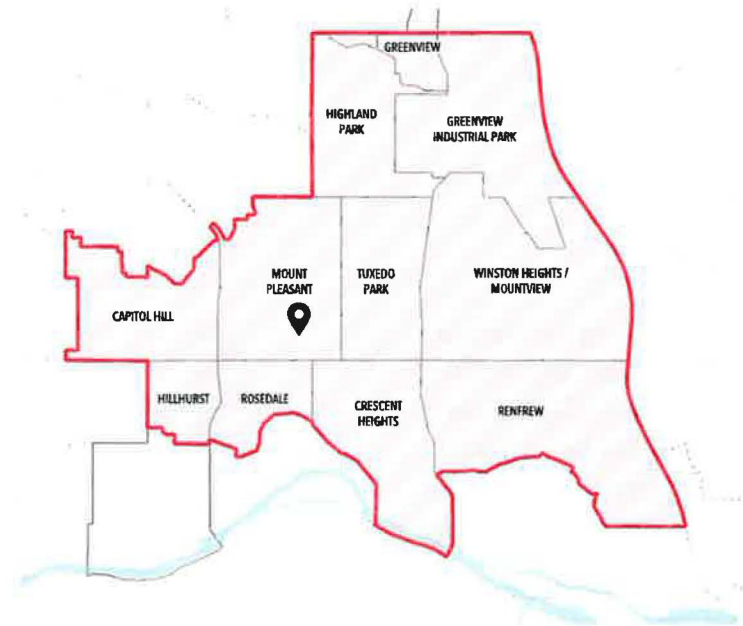 GREENVIEW
HIGHLAND
PARK
GREENVIEW
INDUSTRIAL PARK
MOUNT
PLEASANT
TUXEDO
PARK
WINSTON HEIGHTS /
MOUNTVIEW
CAPITOL HILL
HILLHURST
ROSEDALE
CRESCENT
HEIGHTS
RENFREW